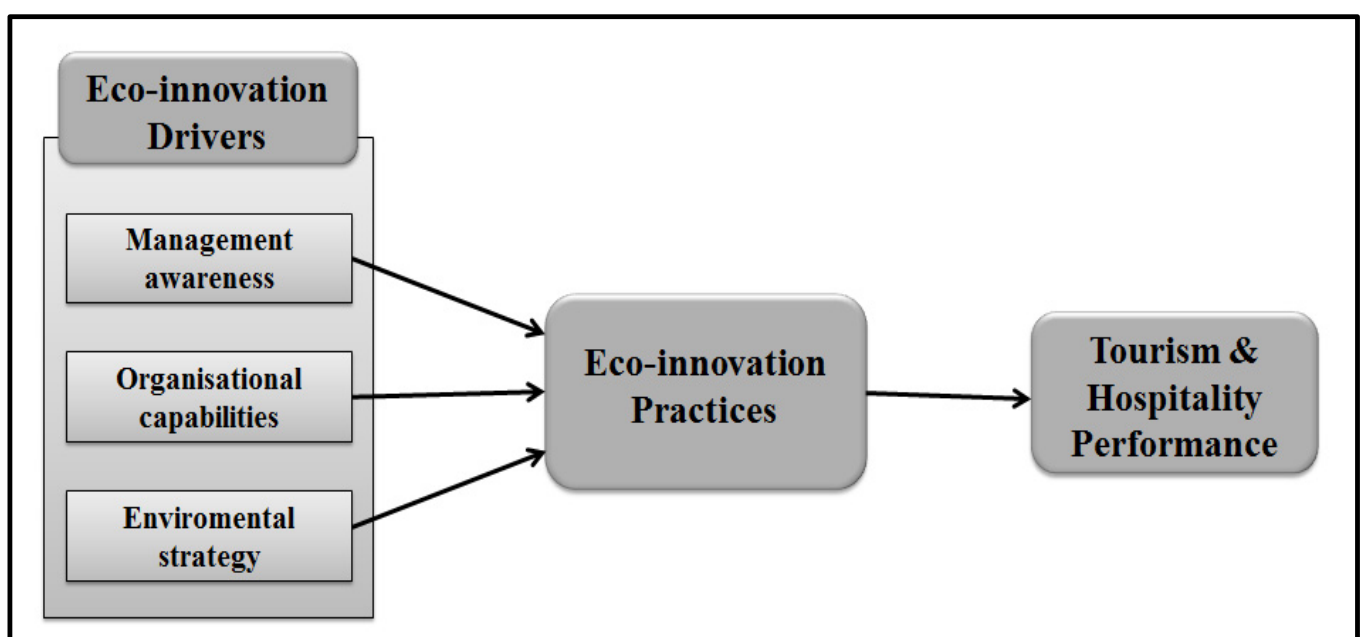 Eco-innovation
Drivers
Management
awareness
Organisational
capabilities
Enviromental
strategy
Eco-innovation
Practices
Tourism &
Hospitality
Performance